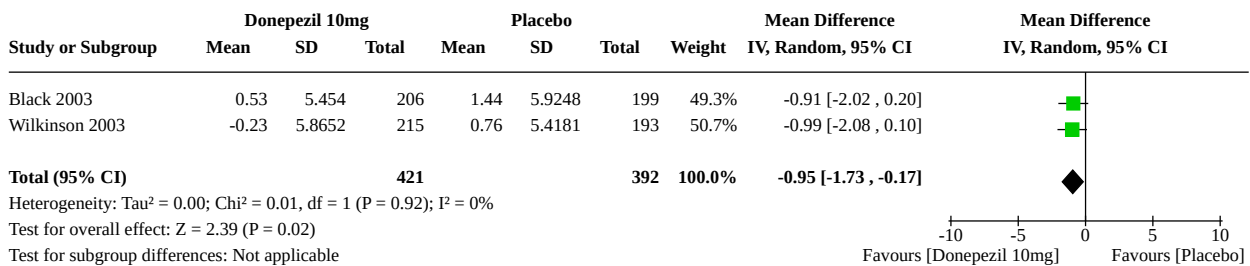 Donepezil 10mg Placebo Mean Difference Mean Difference
Study or Subgroup Mean SD Total Mean SD Total Weight IV, Random, 95% CI IV, Random, 95% CI
Black 2003 0.53 5.454 206 1.44 5.9248 199 49.3% -0.91 [-2.02 , 0.20]
Wilkinson 2003 -0.23 5.8652 215 0.76 5.4181 193 50.7% -0.99 [-2.08 , 0.10]
Total (95% CI) 421 392 100.0% -0.95 [-1.73 , -0.17]
Heterogeneity: Tau² = 0.00; Chi² = 0.01, df = 1 (P = 0.92); I² = 0%
Test for overall effect: Z = 2.39 (P = 0.02) -10 -5 0 5 10
Test for subgroup differences: Not applicable Favours [Donepezil 10mg] Favours [Placebo]